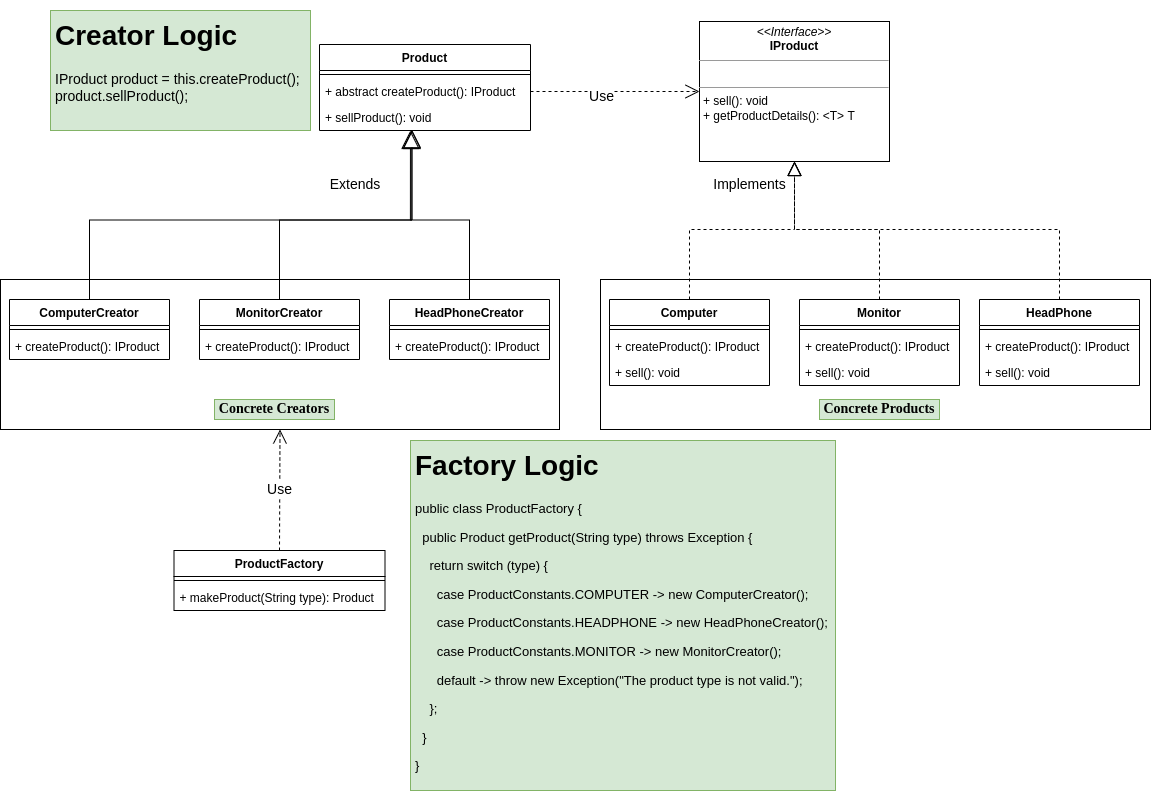 Creator Logic
IProduct product = this.createProduct();
product.sellProduct();
Product
+ abstract createProduct(): IProduct
+ sellProduct(): void
Use
<<Interface>>
IProduct
+ sell(): void
+ getProductDetails(): <T> T
Extends
Implements
ComputerCreator
+ createProduct(): IProduct
MonitorCreator
+ createProduct(): IProduct
HeadPhoneCreator
+ createProduct(): IProduct
Concrete Creators
Computer
+ createProduct(): IProduct
+ sell(): void
Monitor
+ createProduct(): IProduct
+ sell(): void
HeadPhone
+ createProduct(): IProduct
+ sell(): void
Concrete Products
Use
ProductFactory
+ makeProduct(String type): Product
Factory Logic
public class ProductFactory {
public Product getProduct(String type) throws Exception {
return switch (type) {
case ProductConstants.COMPUTER -> new ComputerCreator();
case ProductConstants.HEADPHONE -> new HeadPhoneCreator();
case ProductConstants.MONITOR -> new MonitorCreator();
default -> throw new Exception("The product type is not valid.");
};
}
}